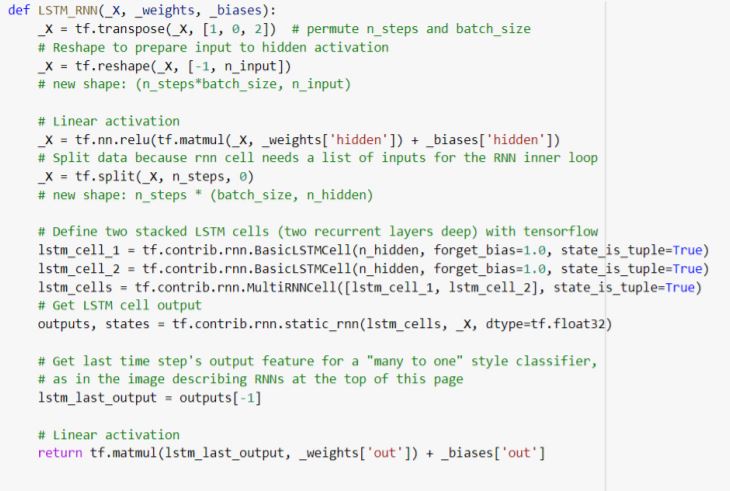 def LSTM_RNN(_X, _weights, _biases):
    _X = tf.transpose(_X, [1, 0, 2])  # permute n_steps and batch_size
    # Reshape to prepare input to hidden activation
    _X = tf.reshape(_X, [-1, n_input])
    # new shape: (n_steps*batch_size, n_input)

    # Linear activation
    _X = tf.nn.relu(tf.matmul(_X, _weights['hidden']) + _biases['hidden'])
    # Split data because rnn cell needs a list of inputs for the RNN inner loop
    _X = tf.split(_X, n_steps, 0)
    # new shape: n_steps * (batch_size, n_hidden)

    # Define two stacked LSTM cells (two recurrent layers deep) with tensorflow
    lstm_cell_1 = tf.contrib.rnn.BasicLSTMCell(n_hidden, forget_bias=1.0, state_is_tuple=True)
    lstm_cell_2 = tf.contrib.rnn.BasicLSTMCell(n_hidden, forget_bias=1.0, state_is_tuple=True)
    lstm_cells = tf.contrib.rnn.MultiRNNCell([lstm_cell_1, lstm_cell_2], state_is_tuple=True)
    # Get LSTM cell output
    outputs, states = tf.contrib.rnn.static_rnn(lstm_cells, _X, dtype=tf.float32)

    # Get last time step's output feature for a "many to one" style classifier,
    # as in the image describing RNNs at the top of this page
    lstm_last_output = outputs[-1]

    # Linear activation
    return tf.matmul(lstm_last_output, _weights['out']) + _biases['out']